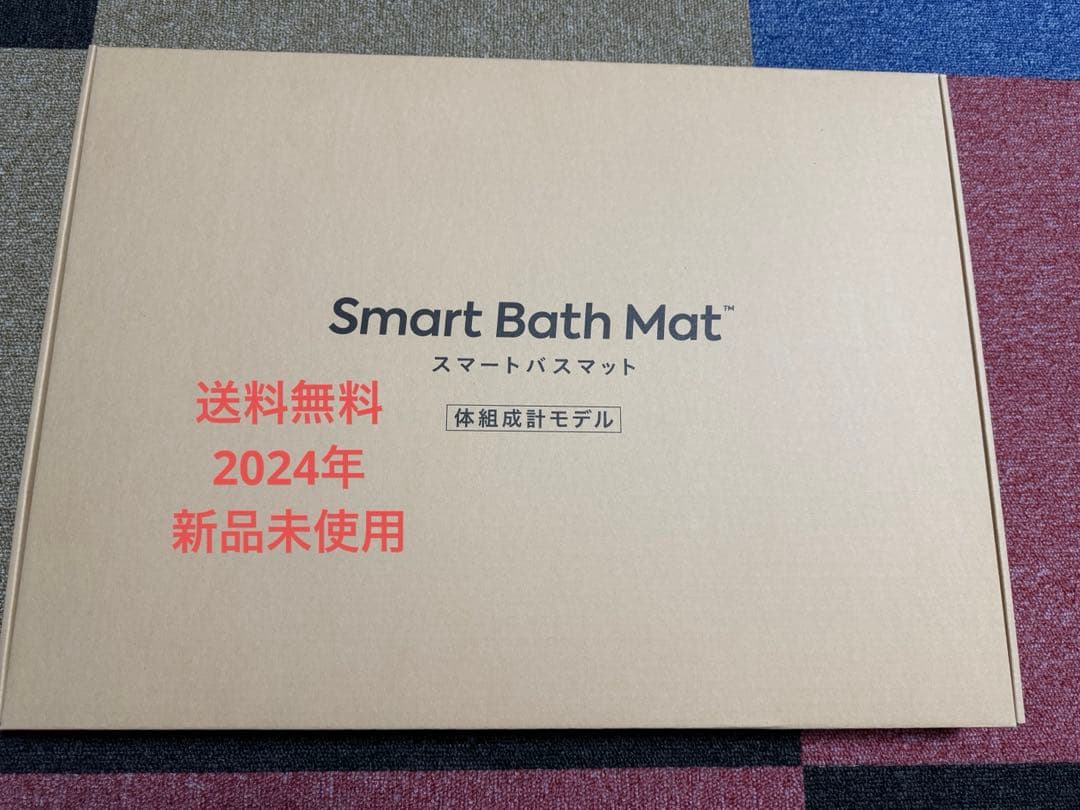 Smart Bath Mat™
スマートバスマット
体組成計モデル
送料無料
2024年
新品未使用